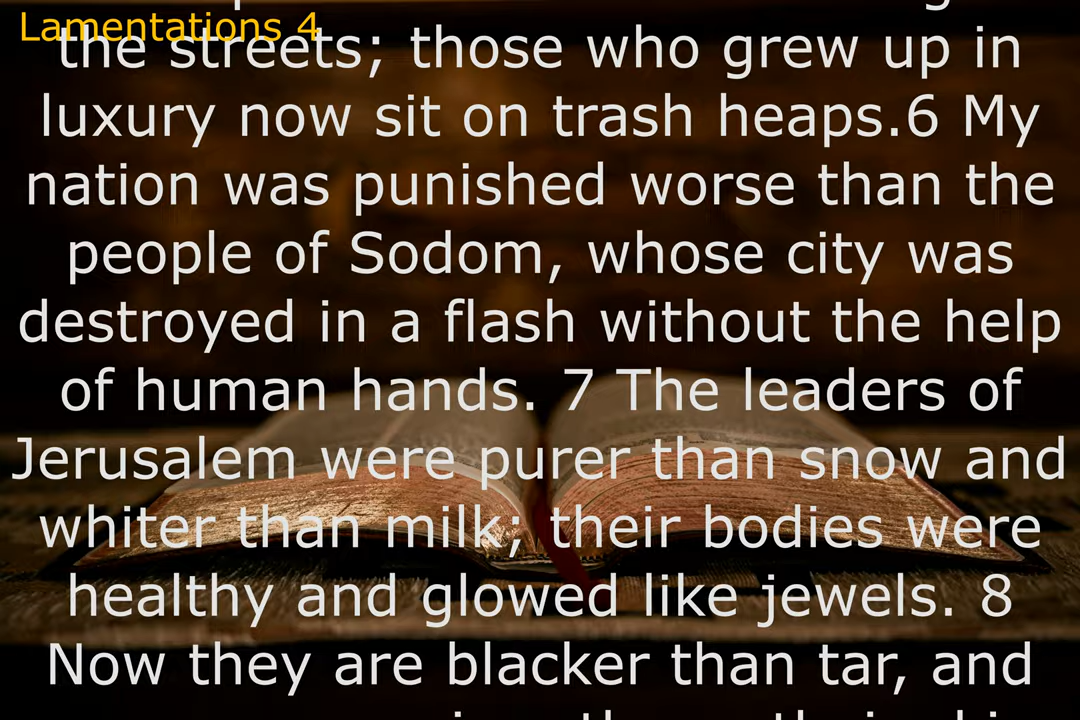 Lamentations 4
the streets; those who grew up in
luxury now sit on trash heaps.6 My
nation was punished worse than the
people of Sodom, whose city was
destroyed in a flash without the help
of human hands. 7 The leaders of
Jerusalem were purer than snow and
whiter than milk; their bodies were
healthy and glowed like jewels. 8
Now they are blacker than tar, and